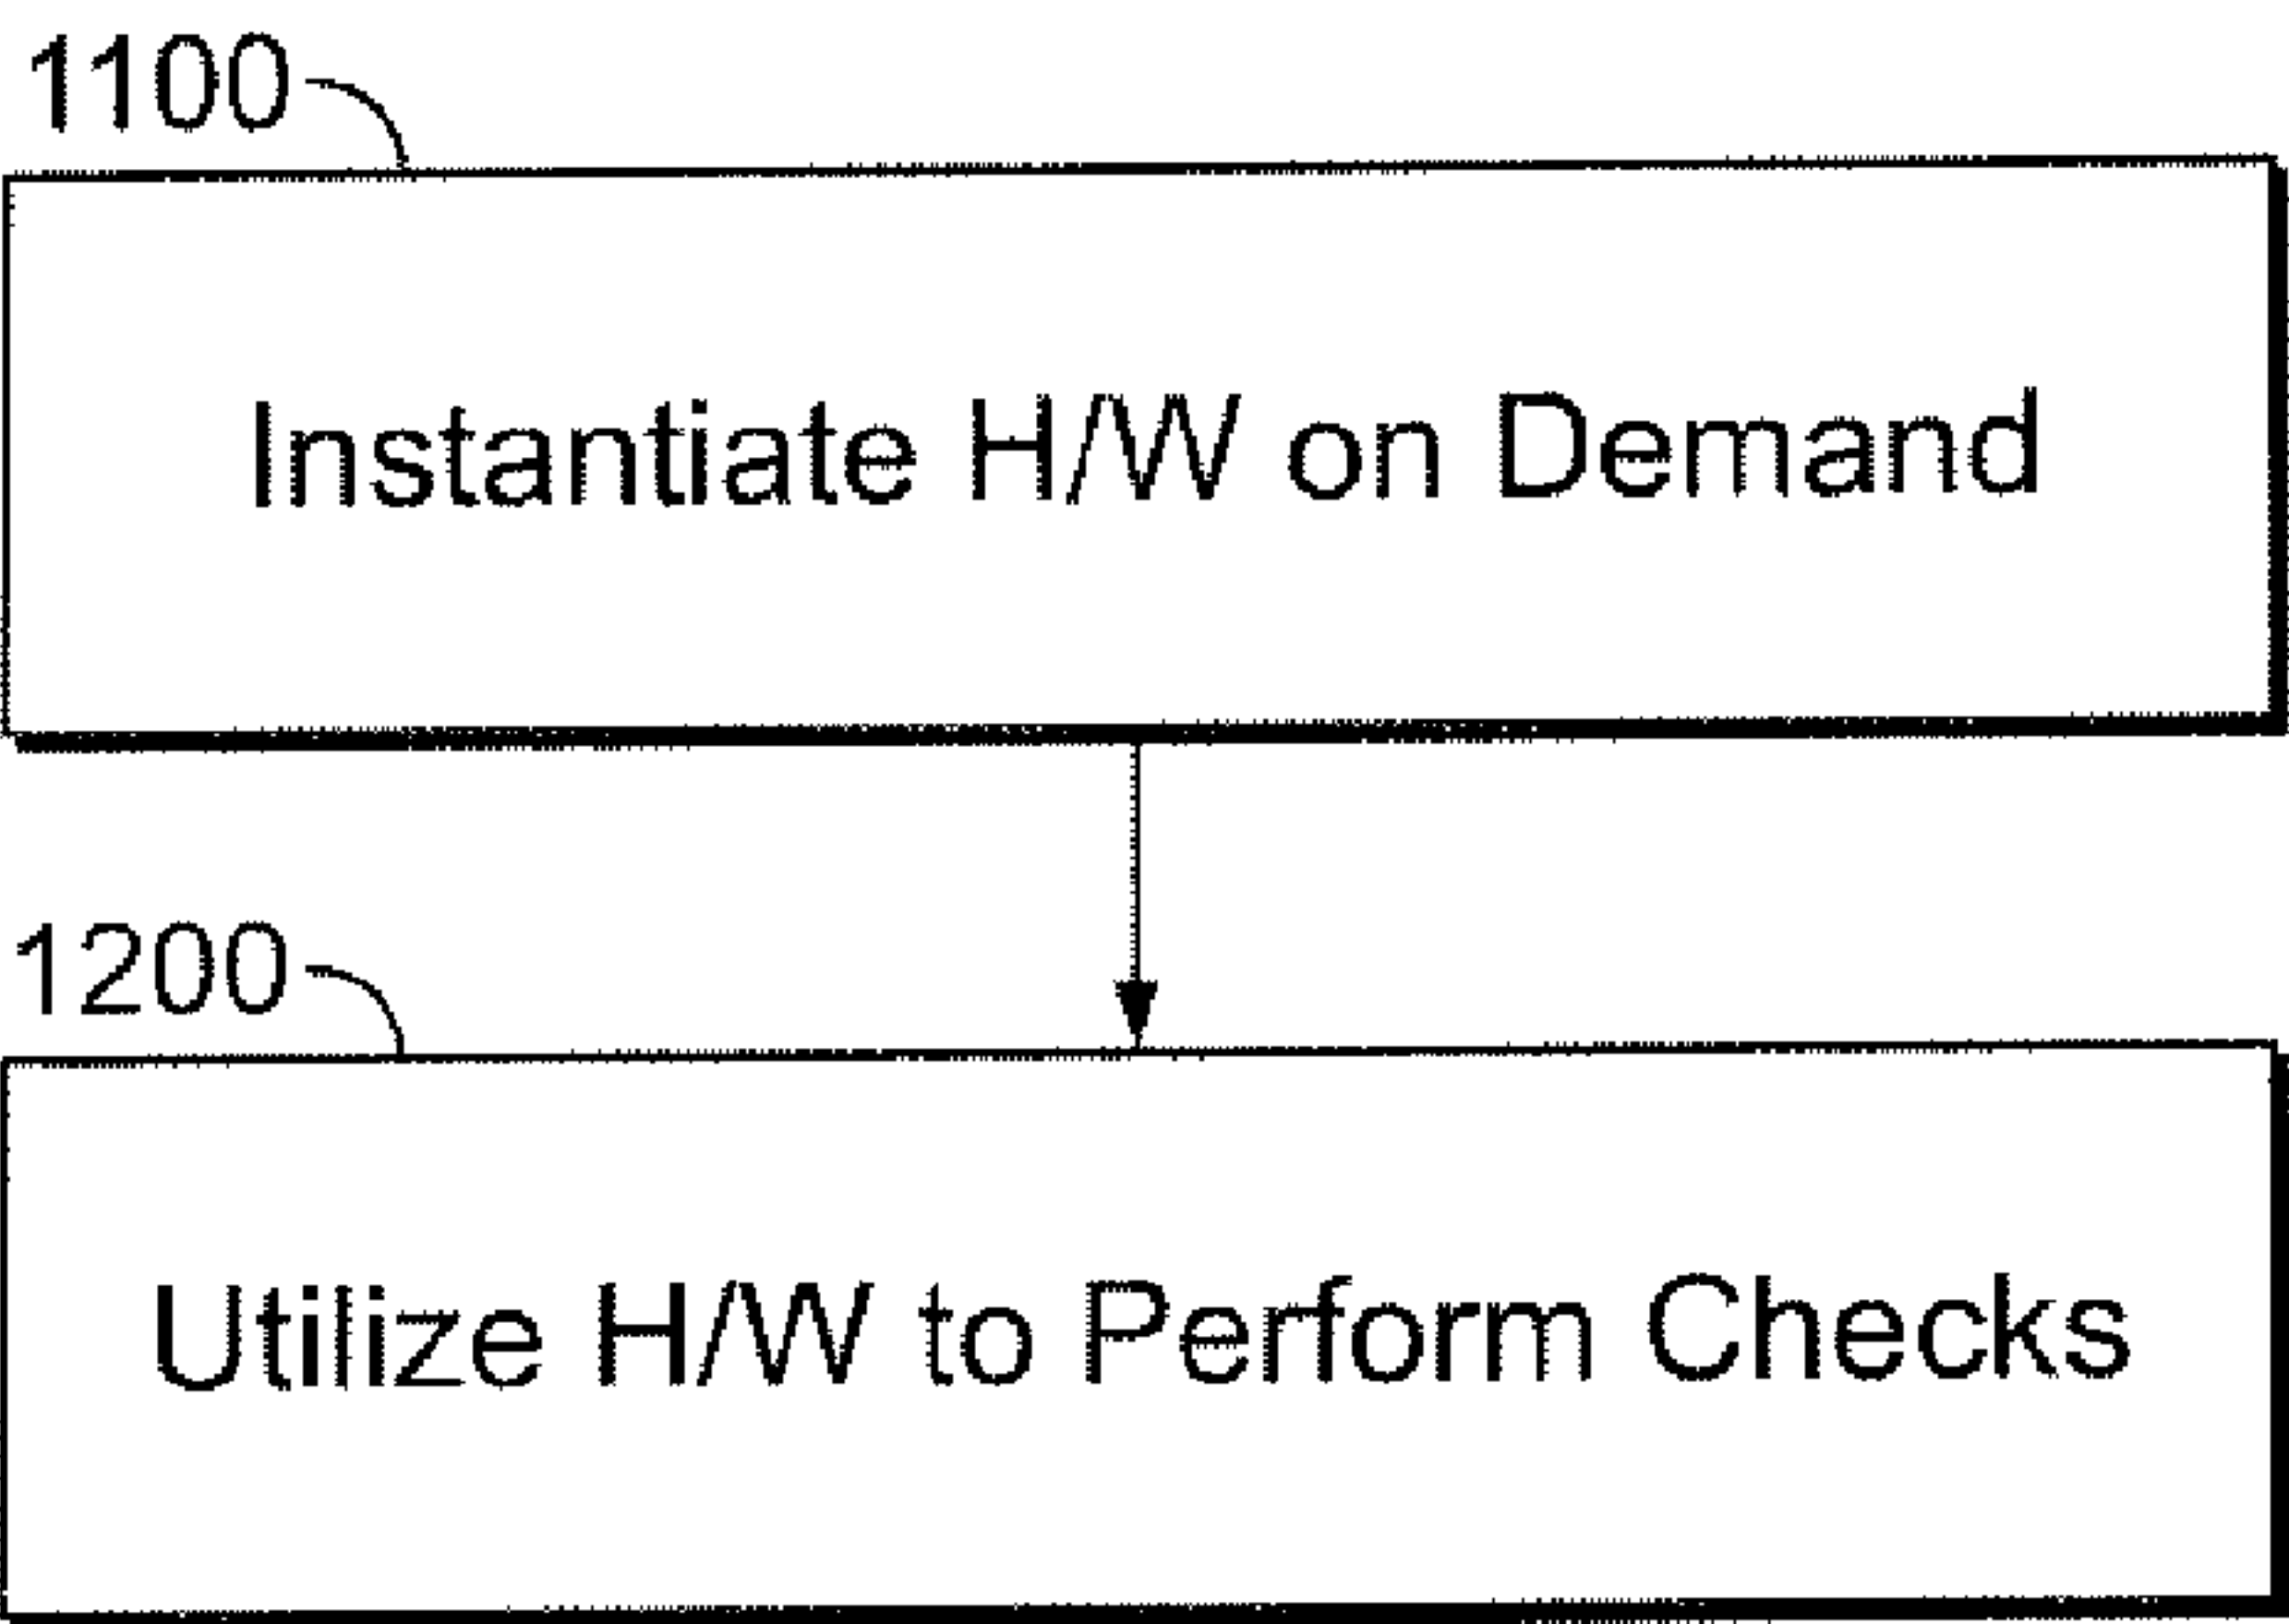 1100
Instantiate H/W on Demand
1200
Utilize H/W to Perform Checks